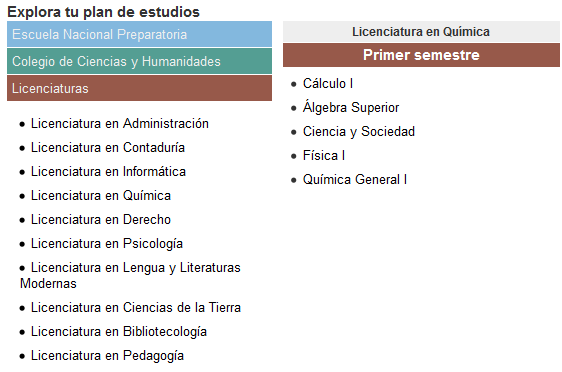 Explora tu plan de estudios
Escuela Nacional Preparatoria
Colegio de Ciencias y Humanidades
Licenciaturas
• Licenciatura en Administración
• Licenciatura en Contaduría
• Licenciatura en Informática
• Licenciatura en Química
• Licenciatura en Derecho
• Licenciatura en Psicología
• Licenciatura en Lengua y Literaturas
Modernas
• Licenciatura en Ciencias de la Tierra
• Licenciatura en Bibliotecología
• Licenciatura en Pedagogía
Licenciatura en Química
Primer semestre
• Cálculo I
• Álgebra Superior
• Ciencia y Sociedad
• Física I
• Química General I